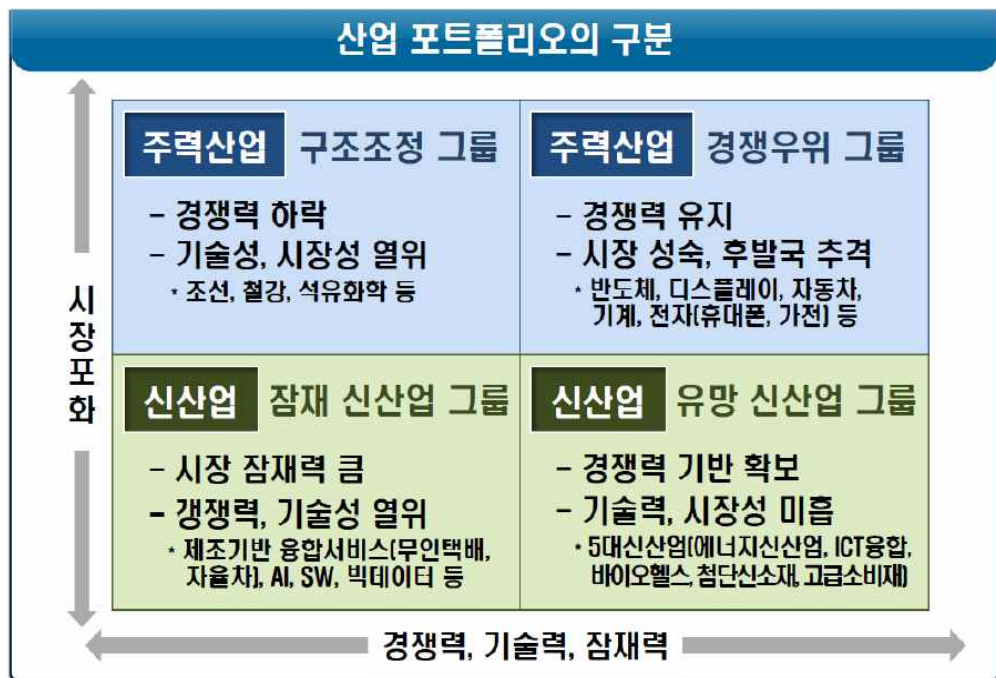 산업 포트폴리오의 구분
주력산업 구조조정 그룹
- 경쟁력 하락
- 기술성, 시장성 열위
* 조선, 철강, 석유화학 등
주력산업 경쟁우위 그룹
- 경쟁력 유지
- 시장 성숙, 후발국 추격
* 반도체, 디스플레이, 자동차,
기계, 전자(휴대폰, 가전) 등
시장포화
신산업 잠재 신산업 그룹
- 시장 잠재력 큼
- 갱쟁력, 기술성 열위
* 제조기반 융합서비스(무인택배,
자율차), AI, SW, 빅데이터 등
신산업 유망 신산업 그룹
- 경쟁력 기반 확보
- 기술력, 시장성 미흡
* 5대신산업(에너지신산업, ICT융합,
바이오헬스, 첨단신소재, 고급소비재)
경쟁력, 기술력, 잠재력